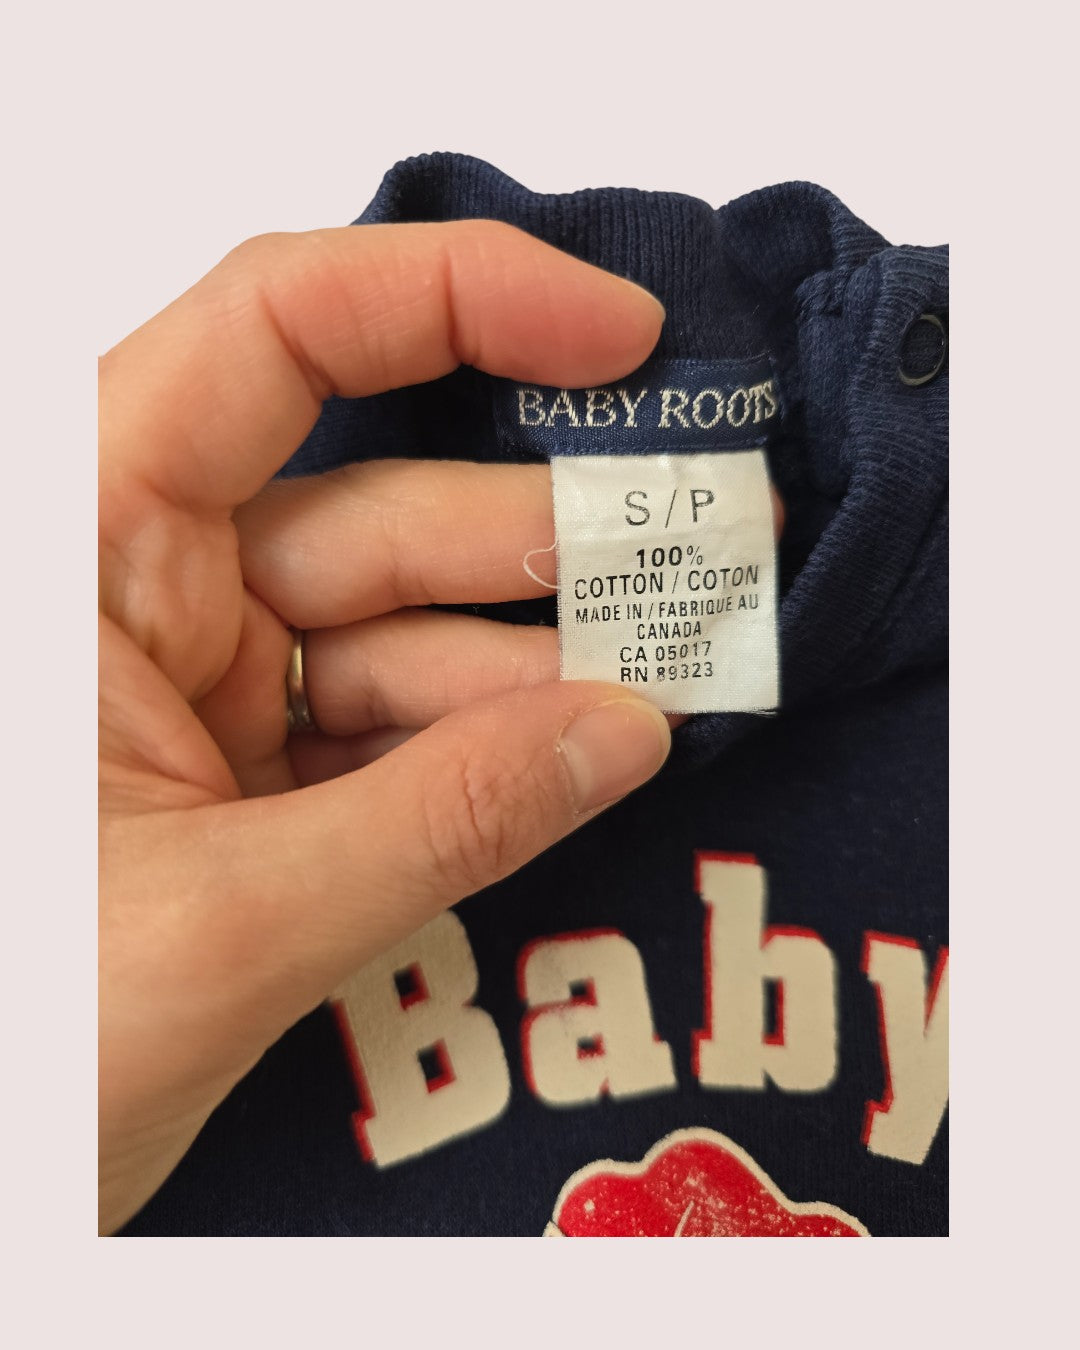 BABY ROOTS
S / P
100%
COTTON / COTON
MADE IN / FABRIQUE AU
CANADA
CA 05017
RN 89323
Baby